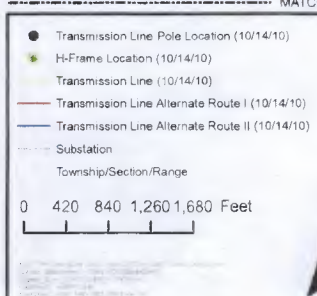 MATC
Transmission Line Pole Location (10/14/10)
H-Frame Location (10/14/10)
Transmission Line (10/14/10)
Transmission Line Alternate Route I (10/14/10)
Transmission Line Alternate Route II (10/14/10)
Substation
Township/Section/Range
0 420 840 1,260 1,680 Feet